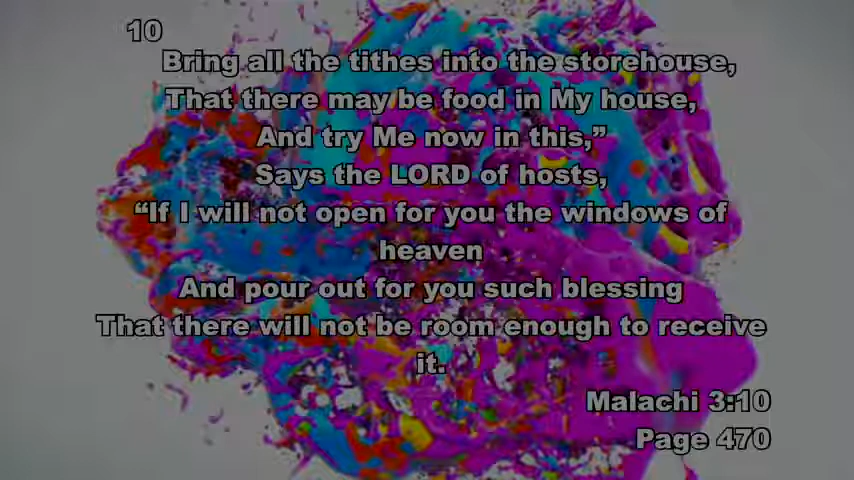 10
Bring all the tithes into the storehouse,
That there may be food in My house,
And try Me now in this,”
Says the LORD of hosts,
“If I will not open for you the windows of
heaven
And pour out for you such blessing
That there will not be room enough to receive
it.
Malachi 3:10
Page 470